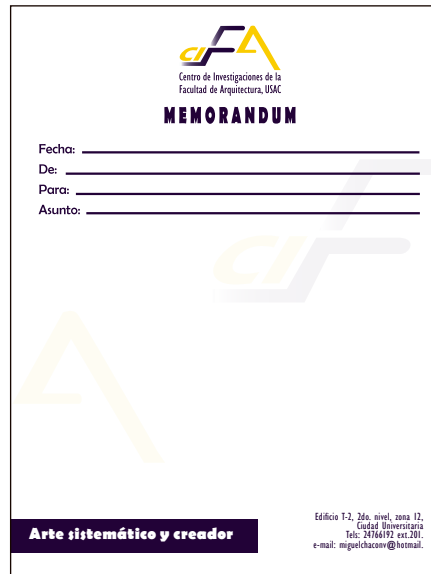 CIFA
Centro de Investigaciones de la
Facultad de Arquitectura, USAC
MEMORANDUM
Fecha:
De:
Para:
Asunto:
CIF
A
Arte sistemático y creador
Edificio T-2, 2do. nivel, zona 12,
Ciudad Universitaria
Tels: 24766192 ext.201.
e-mail: miguelchaconv@hotmail.